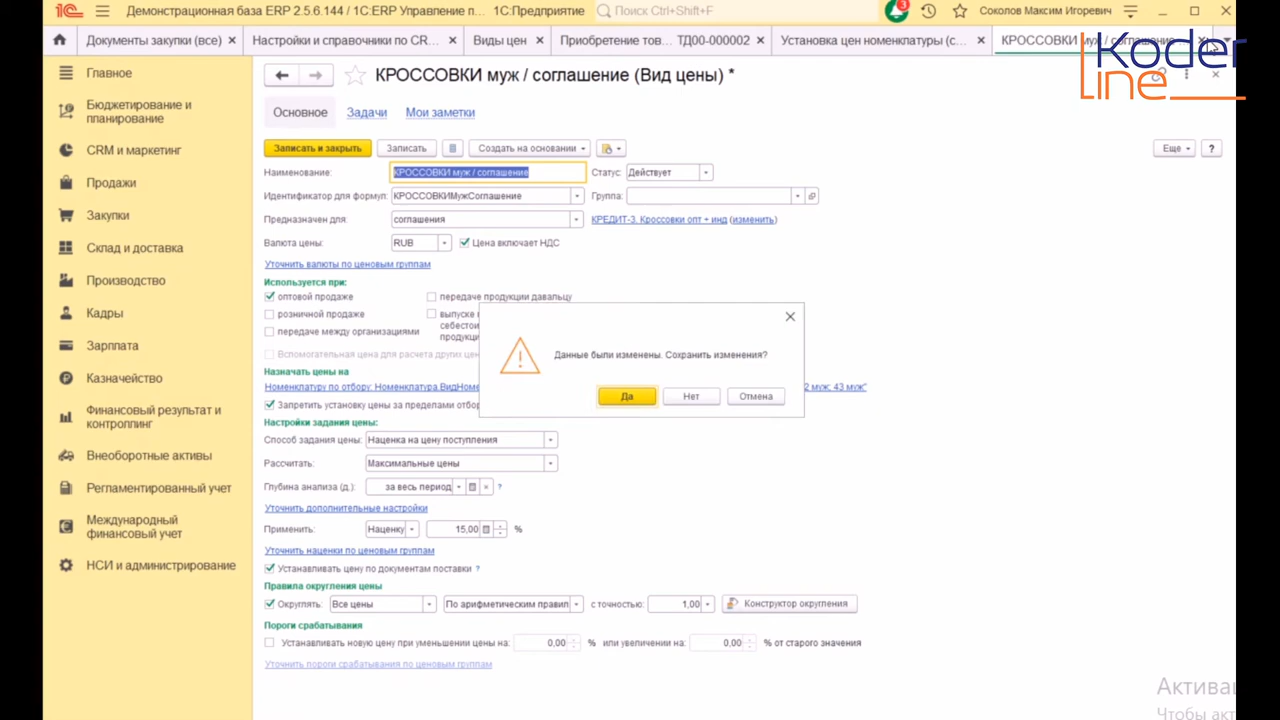 Демонстрационная база ERP 2.5.6.144 / 1С:ERP Управление п... 1С:Предприятие
Поиск Ctrl+Shift+F
3
Соколов Максим Игоревич
Документы закупки (все)
Настройки и справочники по CR...
Виды цен
Приобретение тов... ТД00-000002
Установка цен номенклатуры (с...
КРОССОВКИ муж / соглашение
Koder
line
Главное
Бюджетирование и
планирование
CRM и маркетинг
Продажи
Закупки
Склад и доставка
Производство
Кадры
Зарплата
Казначейство
Финансовый результат и
контроллинг
Внеоборотные активы
Регламентированный учет
Международный
финансовый учет
НСИ и администрирование
КРОССОВКИ муж / соглашение (Вид цены) *
Основное Задачи Мои заметки
Записать и закрыть Записать Создать на основании Еще ?
Наименование: КРОССОВКИ муж / соглашение Статус: Действует
Идентификатор для формул: КРОССОВКИМужСоглашение Группа:
Предназначен для: соглашения КРЕДИТ-3. Кроссовки опт + инд (изменить)
Валюта цены: RUB Цена включает НДС
Уточнить валюты по ценовым группам
Используется при:
оптовой продаже передаче продукции давальцу
розничной продаже выпуске
передаче между организациями себестои
продукци
Вспомогательная цена для расчета других цен
Назначать цены на
Номенклатуру по отбору: Номенклатура.ВидНоме 2 муж; 43 муж"
Запретить установку цены за пределами отбор
Данные были изменены. Сохранить изменения?
Да Нет Отмена
Настройки задания цены:
Способ задания цены: Наценка на цену поступления
Рассчитать: Максимальные цены
Глубина анализа (д.): за весь период ?
Уточнить дополнительные настройки
Применить: Наценку 15,00 %
Уточнить наценки по ценовым группам
Устанавливать цену по документам поставки ?
Правила округления цены
Округлять: Все цены По арифметическим правил с точностью: 1,00 Конструктор округления
Пороги срабатывания
Устанавливать новую цену при уменьшении цены на: 0,00 % или увеличении на: 0,00 % от старого значения
Уточнить пороги срабатывания по ценовым группам
Актива
Чтобы акт